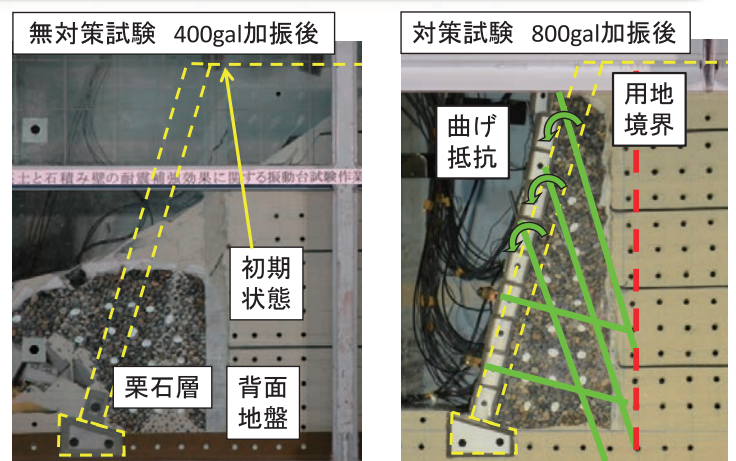 無対策試験 400gal加振後
土と石積み壁の耐震補強効果に関する振動台試験作業
初期
状態
栗石層
背面
地盤
対策試験 800gal加振後
曲げ
抵抗
用地
境界